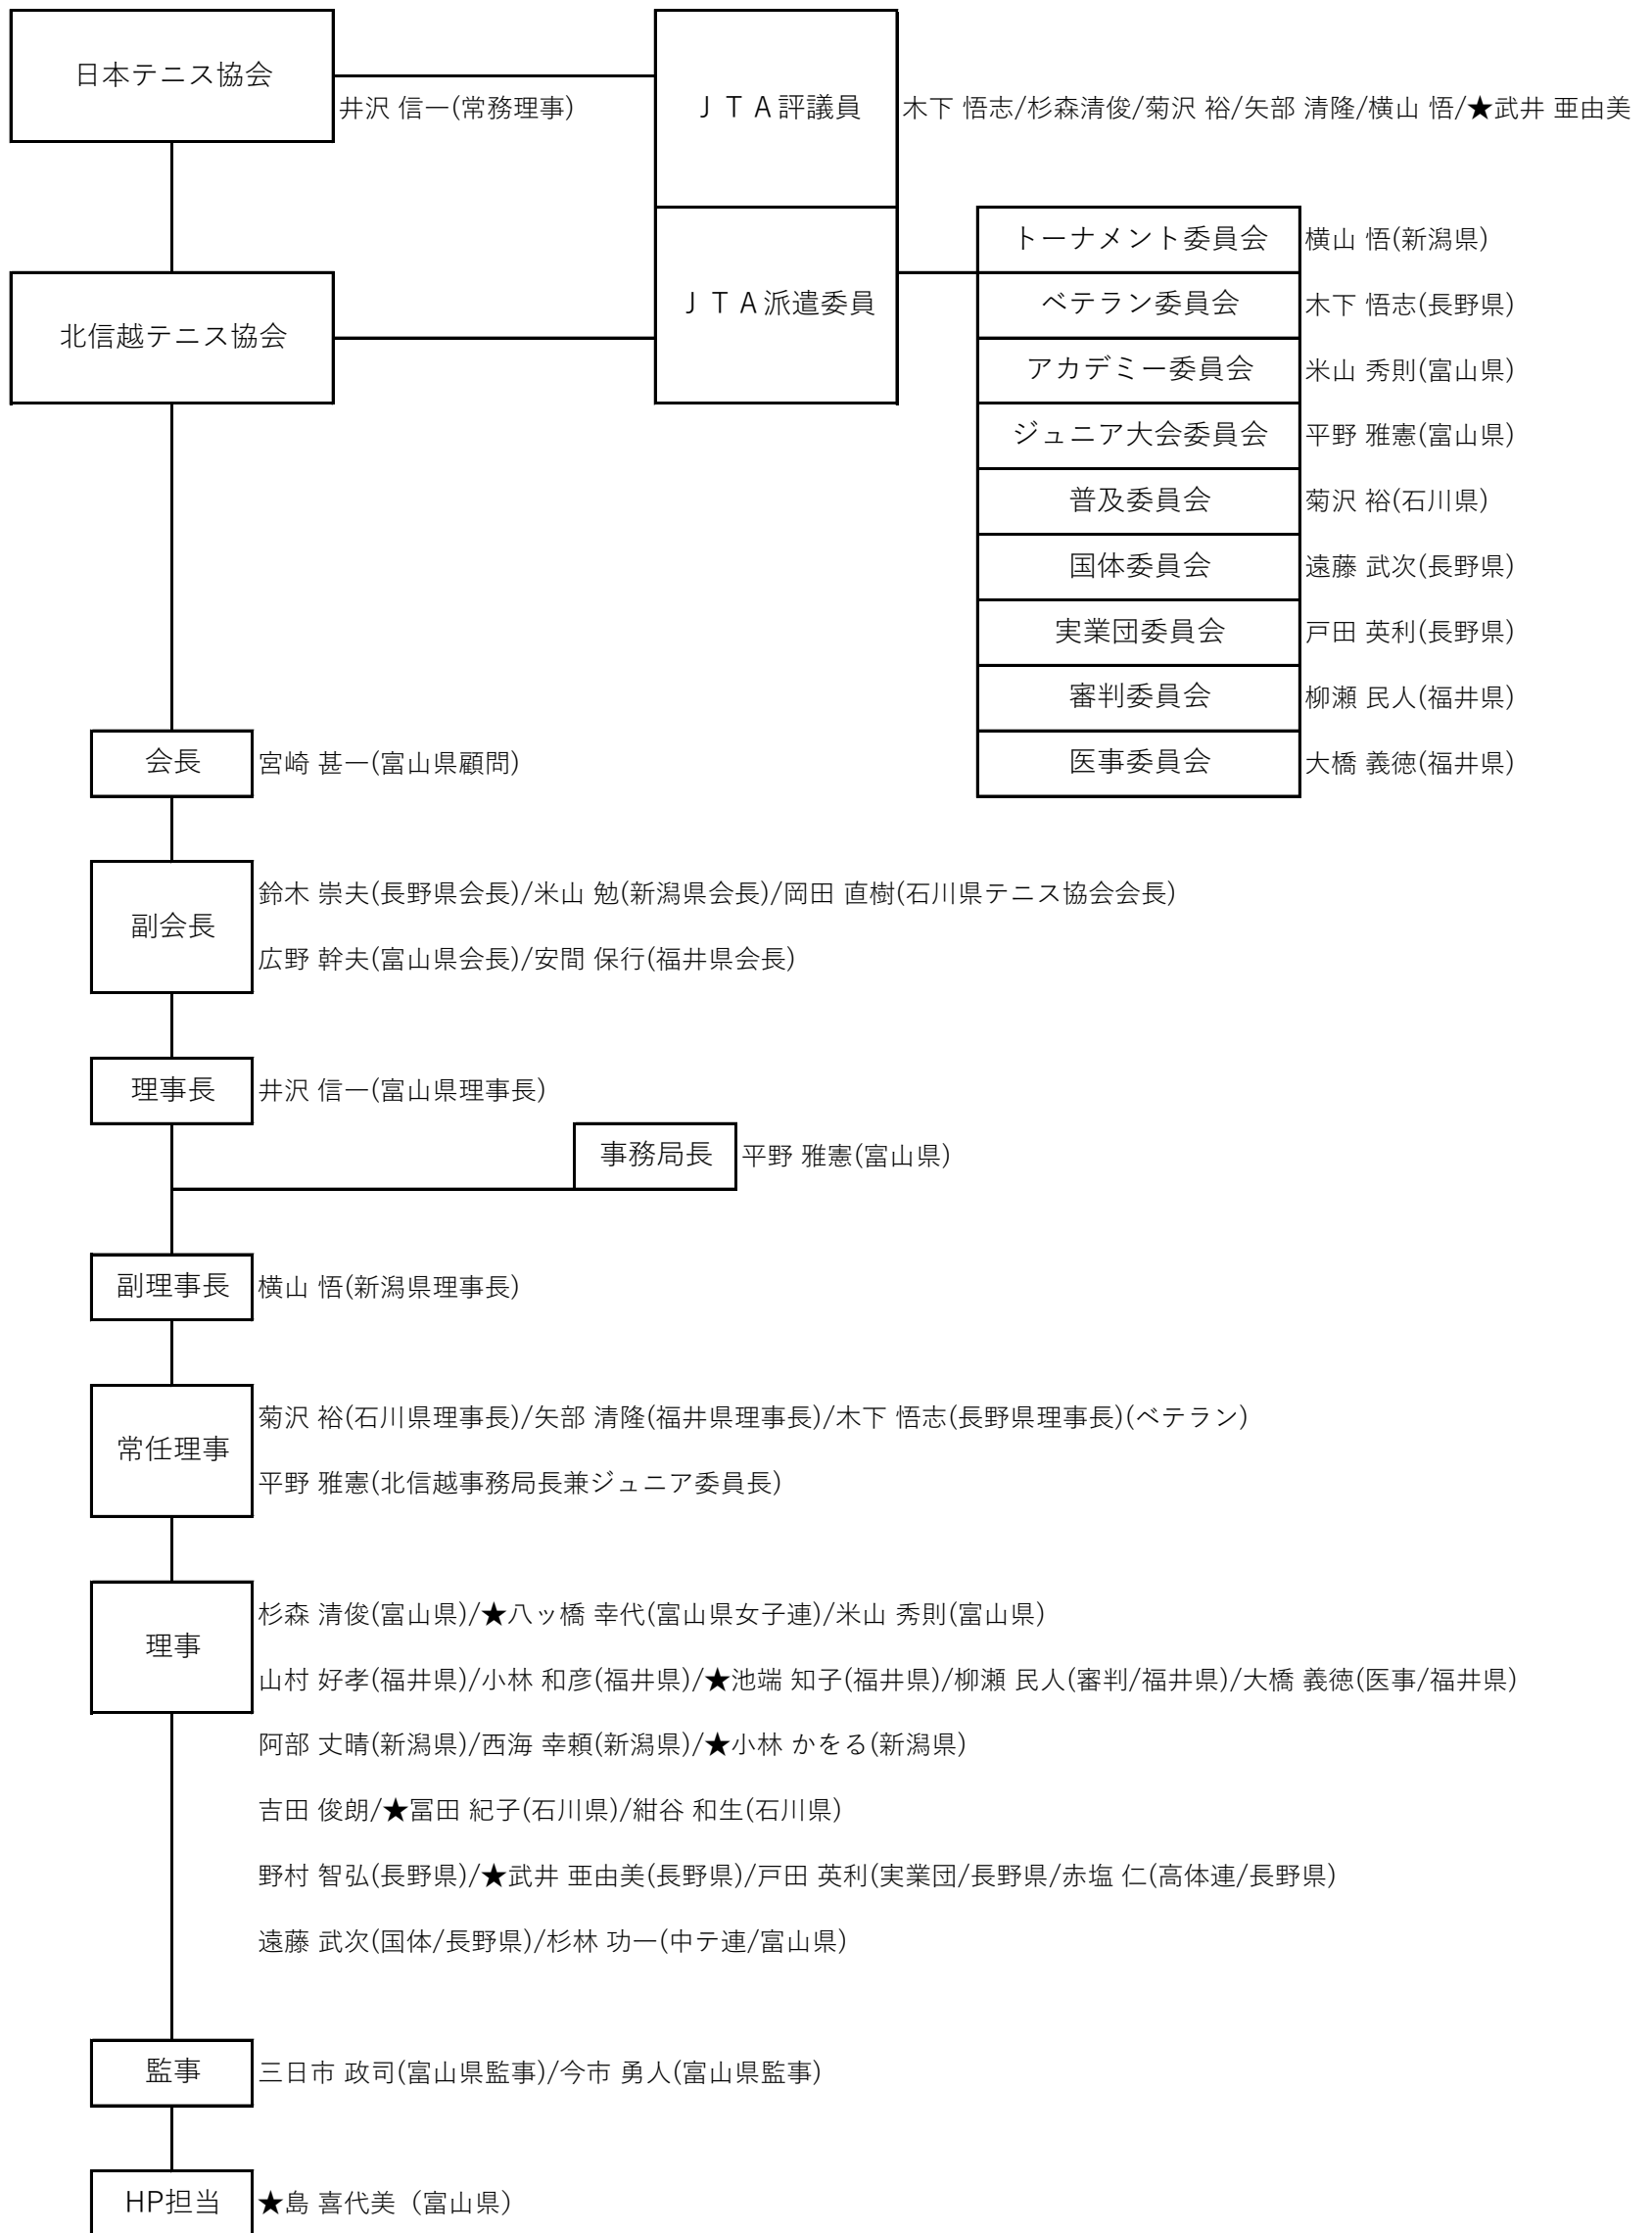 日本テニス協会
井沢 信一(常務理事)
ＪＴＡ評議員
木下 悟志/杉森清俊/菊沢 裕/矢部 清隆/横山 悟/★武井 亜由美
北信越テニス協会
ＪＴＡ派遣委員
トーナメント委員会 横山 悟(新潟県)
ベテラン委員会 木下 悟志(長野県)
アカデミー委員会 米山 秀則(富山県)
ジュニア大会委員会 平野 雅憲(富山県)
普及委員会 菊沢 裕(石川県)
国体委員会 遠藤 武次(長野県)
実業団委員会 戸田 英利(長野県)
審判委員会 柳瀬 民人(福井県)
医事委員会 大橋 義徳(福井県)
会長 宮崎 甚一(富山県顧問)
副会長
鈴木 崇夫(長野県会長)/米山 勉(新潟県会長)/岡田 直樹(石川県テニス協会会長)
広野 幹夫(富山県会長)/安間 保行(福井県会長)
理事長 井沢 信一(富山県理事長)
事務局長 平野 雅憲(富山県)
副理事長 横山 悟(新潟県理事長)
常任理事
菊沢 裕(石川県理事長)/矢部 清隆(福井県理事長)/木下 悟志(長野県理事長)(ベテラン)
平野 雅憲(北信越事務局長兼ジュニア委員長)
理事
杉森 清俊(富山県)/★八ッ橋 幸代(富山県女子連)/米山 秀則(富山県)
山村 好孝(福井県)/小林 和彦(福井県)/★池端 知子(福井県)/柳瀬 民人(審判/福井県)/大橋 義徳(医事/福井県)
阿部 丈晴(新潟県)/西海 幸頼(新潟県)/★小林 かをる(新潟県)
吉田 俊朗/★冨田 紀子(石川県)/紺谷 和生(石川県)
野村 智弘(長野県)/★武井 亜由美(長野県)/戸田 英利(実業団/長野県/赤塩 仁(高体連/長野県)
遠藤 武次(国体/長野県)/杉林 功一(中テ連/富山県)
監事 三日市 政司(富山県監事)/今市 勇人(富山県監事)
HP担当 ★島 喜代美（富山県）